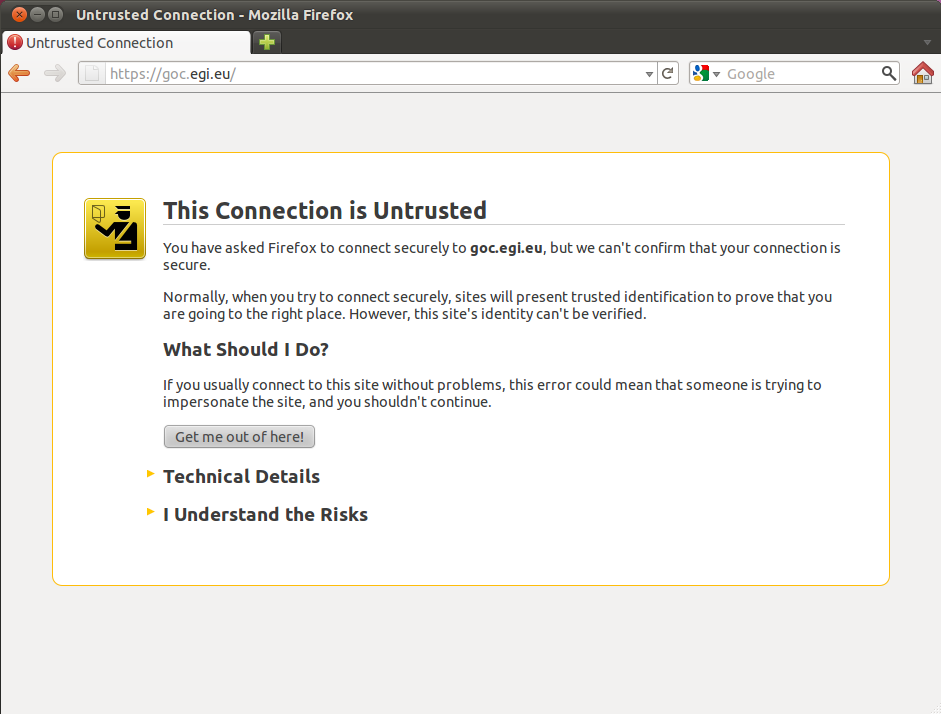 Untrusted Connection - Mozilla Firefox
Untrusted Connection
https://goc.egi.eu/
Google
This Connection is Untrusted
You have asked Firefox to connect securely to goc.egi.eu, but we can't confirm that your connection is
secure.
Normally, when you try to connect securely, sites will present trusted identification to prove that you
are going to the right place. However, this site's identity can't be verified.
What Should I Do?
If you usually connect to this site without problems, this error could mean that someone is trying to
impersonate the site, and you shouldn't continue.
Get me out of here!
Technical Details
I Understand the Risks